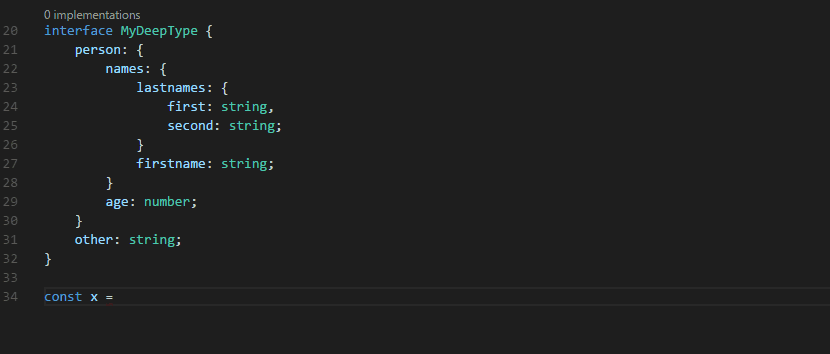 0 implementations
20 interface MyDeepType {
21     person: {
22         names: {
23             lastnames: {
24                 first: string,
25                 second: string;
26             }
27             firstname: string;
28         }
29         age: number;
30     }
31     other: string;
32 }
33
34 const x =